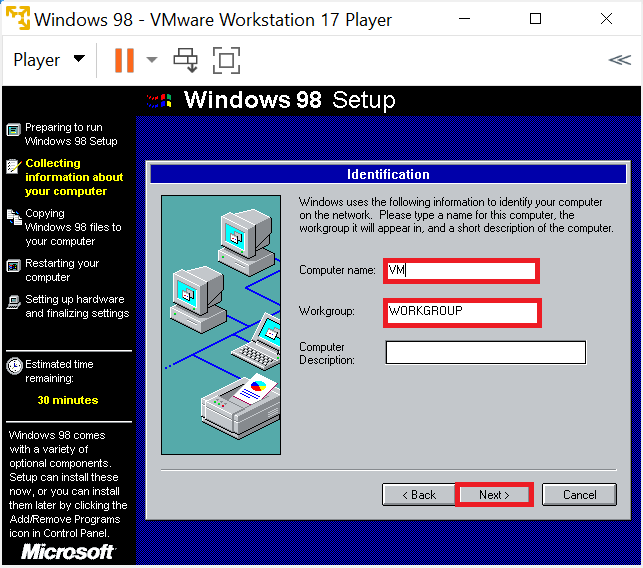 Windows 98 - VMware Workstation 17 Player
Player
Windows 98 Setup
Preparing to run
Windows 98 Setup
Collecting
information about
your computer
Copying
Windows 98 files to
your computer
Restarting your
computer
Setting up hardware
and finalizing settings
Estimated time
remaining:
30 minutes
Windows 98 comes
with a variety of
optional components.
Setup can install these
now, or you can install
them later by clicking the
Add/Remove Programs
icon in Control Panel.
Microsoft
Identification
Windows uses the following information to identify your computer
on the network. Please type a name for this computer, the
workgroup it will appear in, and a short description of the computer.
Computer name: VM
Workgroup: WORKGROUP
Computer
Description:
< Back Next > Cancel